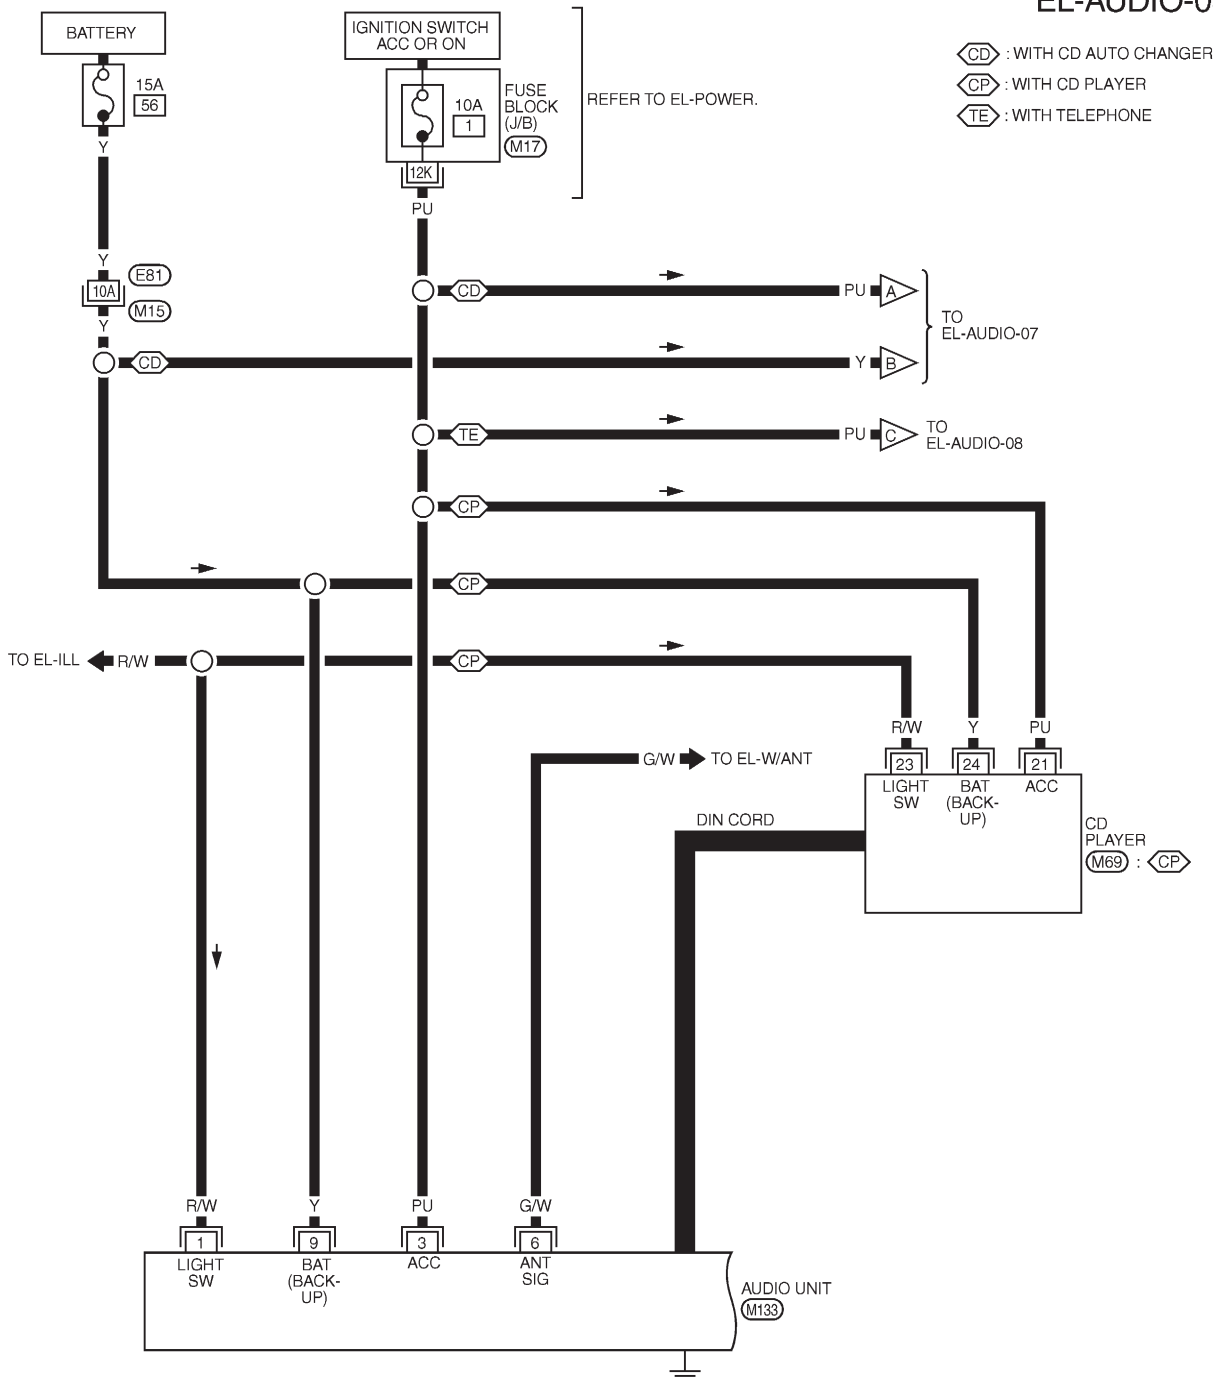 EL-AUDIO-0
BATTERY
IGNITION SWITCH
ACC OR ON
CD : WITH CD AUTO CHANGER
CP : WITH CD PLAYER
TE : WITH TELEPHONE
15A
56
10A
1
FUSE
BLOCK
(J/B)
M17
REFER TO EL-POWER.
12K
Y
PU
Y
E81
10A
M15
Y
CD
PU
A
TO
EL-AUDIO-07
CD
Y
B
TE
PU
C
TO
EL-AUDIO-08
CP
CP
TO EL-ILL
R/W
CP
R/W
Y
PU
G/W
TO EL-W/ANT
23
24
21
LIGHT
SW
BAT
(BACK-
UP)
ACC
DIN CORD
CD
PLAYER
M69 : CP
R/W
Y
PU
G/W
1
9
3
6
LIGHT
SW
BAT
(BACK-
UP)
ACC
ANT
SIG
AUDIO UNIT
M133